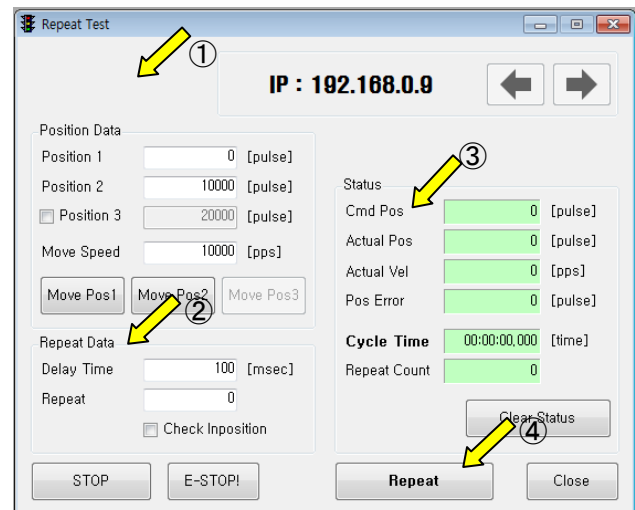 Repeat Test
①
IP : 192.168.0.9
Position Data
Position 1 0 [pulse]
Position 2 10000 [pulse]
Position 3 20000 [pulse]
Move Speed 10000 [pps]
Move Pos1 Move Pos2 Move Pos3
②
Repeat Data
Delay Time 100 [msec]
Repeat 0
Check Inposition
③
Status
Cmd Pos 0 [pulse]
Actual Pos 0 [pulse]
Actual Vel 0 [pps]
Pos Error 0 [pulse]
Cycle Time 00:00:00,000 [time]
Repeat Count 0
Clear Status
④
STOP E-STOP! Repeat Close